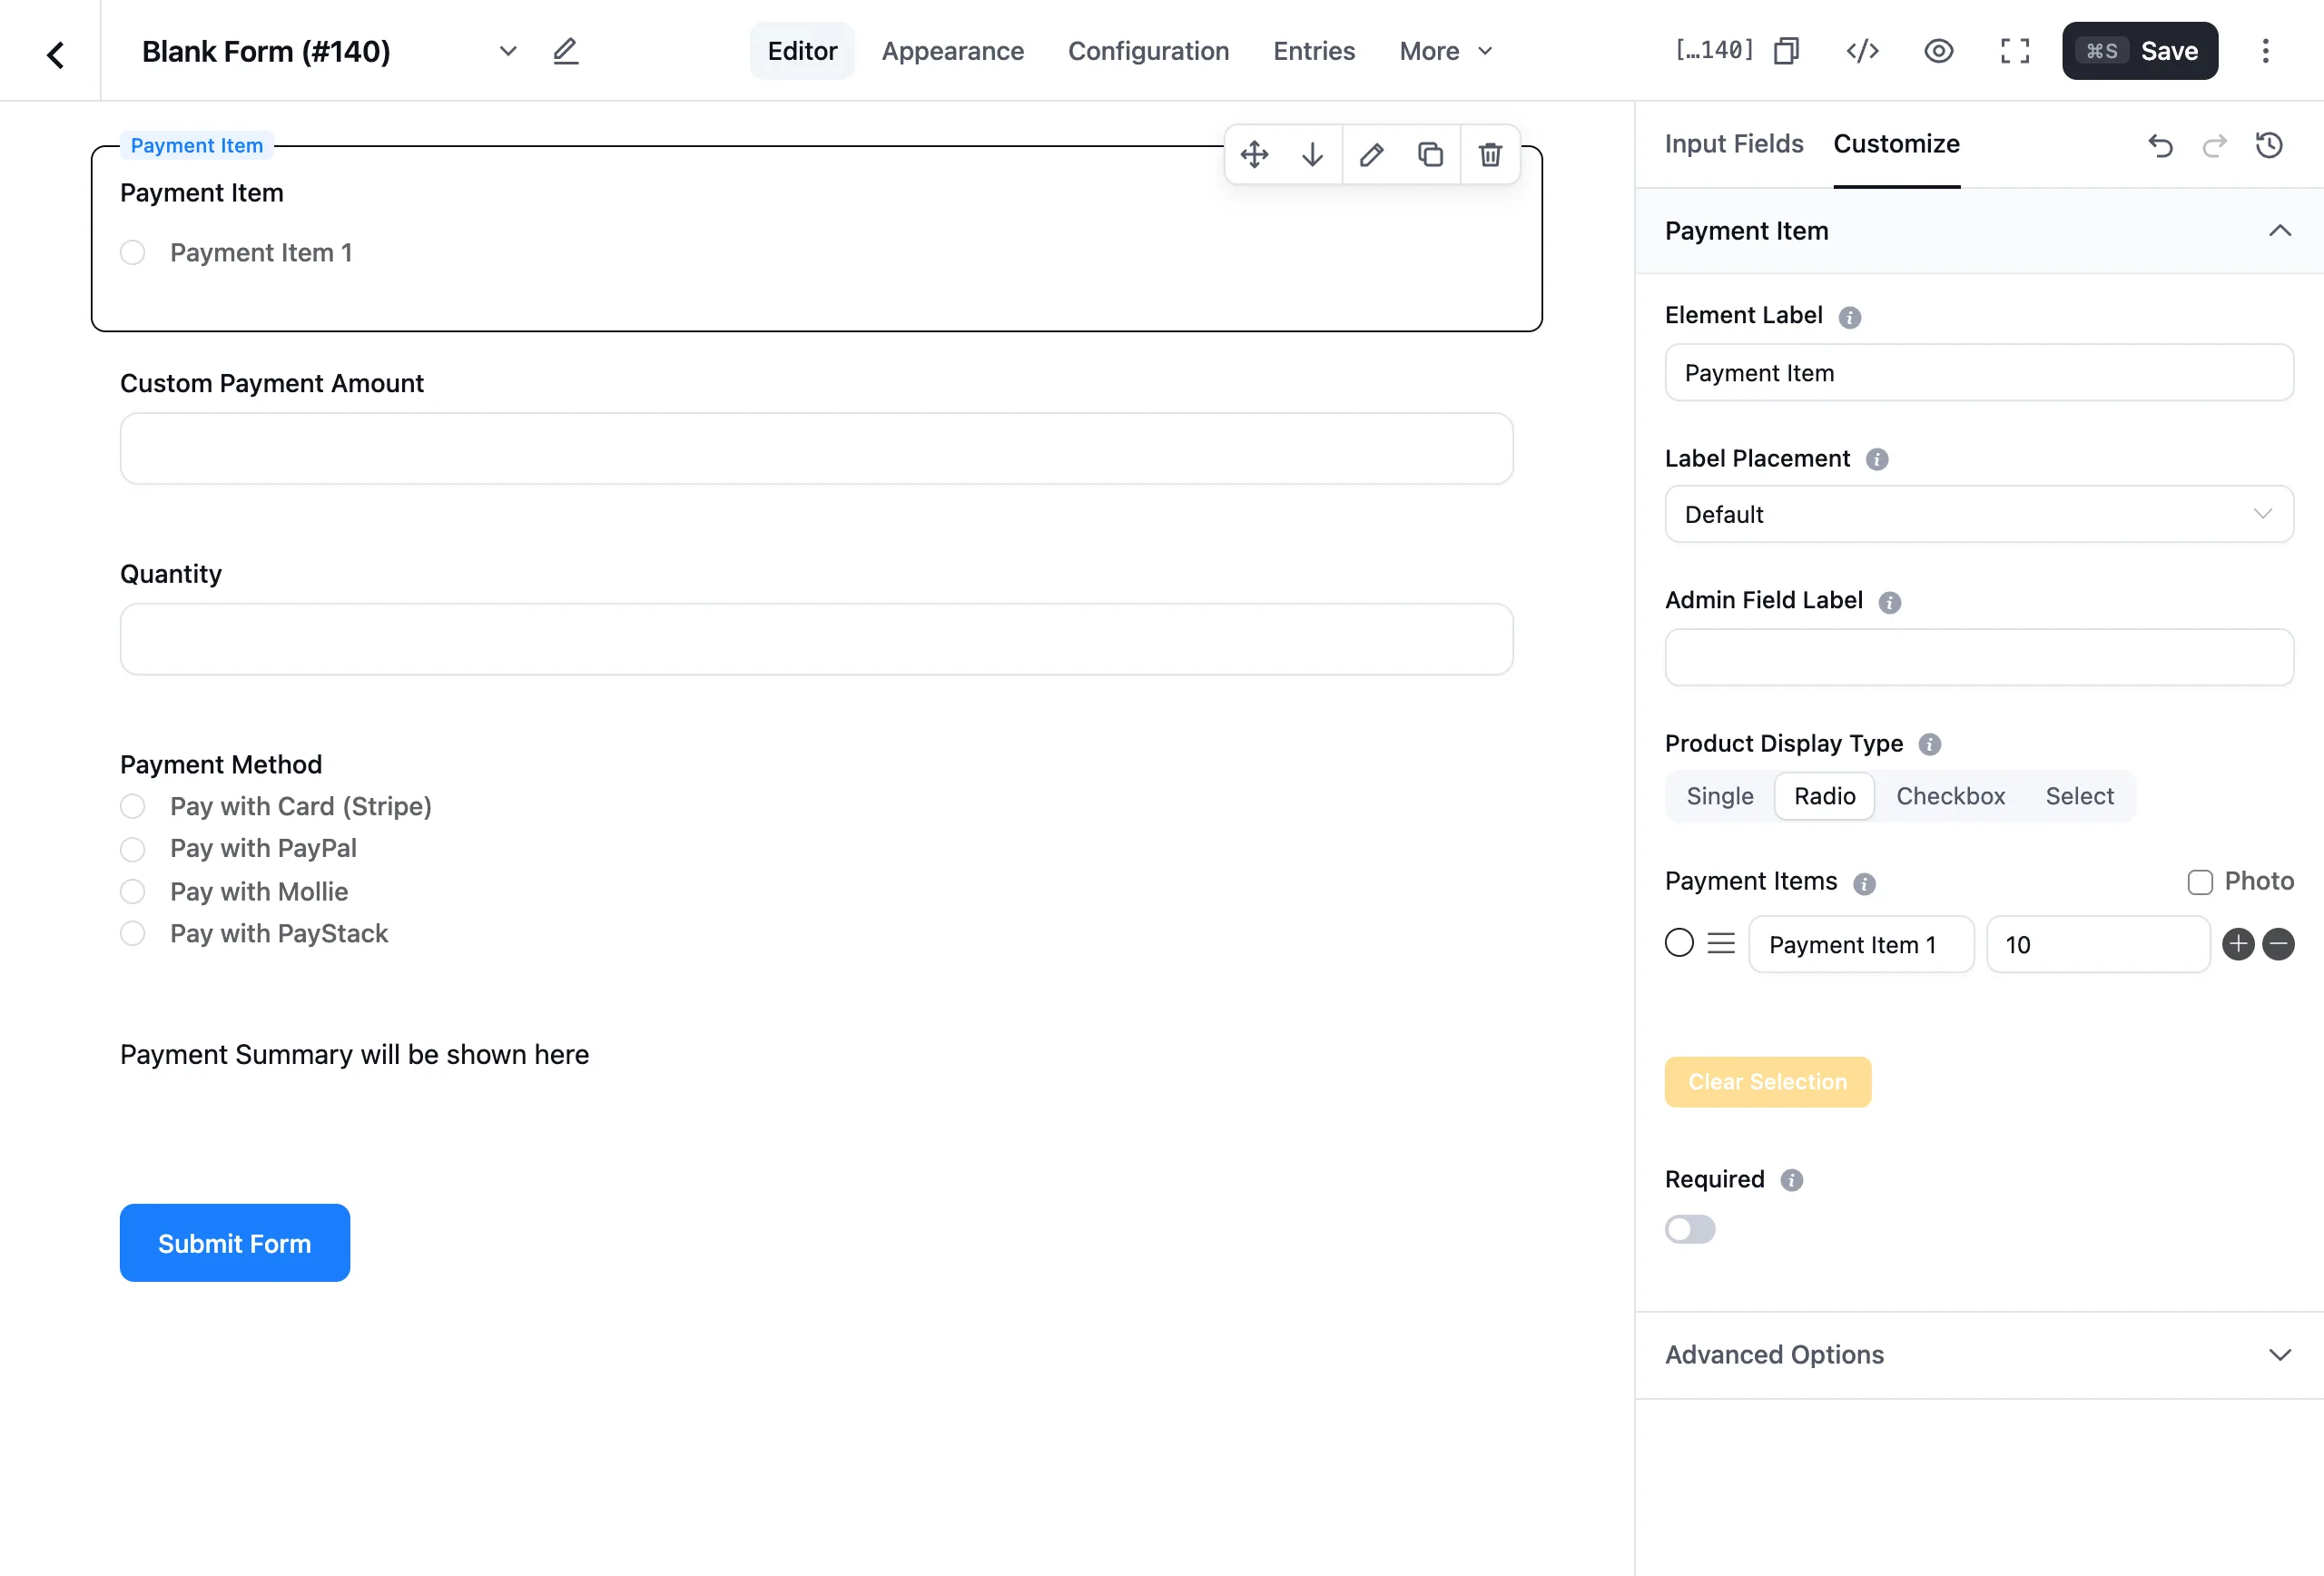 Blank Form (#140)
Editor
Appearance
Configuration
Entries
More
[...140]
⌘S Save
Payment Item
Payment Item
Payment Item 1
Custom Payment Amount
Quantity
Payment Method
Pay with Card (Stripe)
Pay with PayPal
Pay with Mollie
Pay with PayStack
Payment Summary will be shown here
Submit Form
Input Fields
Customize
Payment Item
Element Label
Payment Item
Label Placement
Default
Admin Field Label
Product Display Type
Single
Radio
Checkbox
Select
Payment Items
Photo
Payment Item 1
10
Clear Selection
Required
Advanced Options